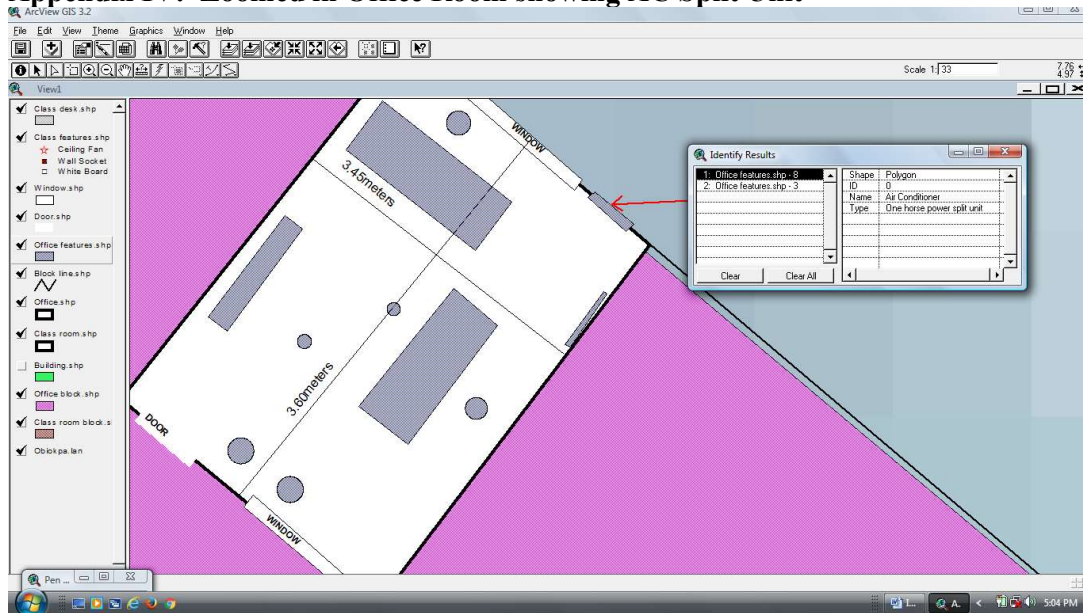 Appendix IV: Zoomed in Office Room showing AC Split Unit
ArcView GIS 3.2
File Edit View Theme Graphics Window Help
Scale 1: 33
7.76
4.97
View1
Class desk.shp
Class features.shp
Ceiling Fan
Wall Socket
White Board
Window.shp
Door.shp
Office features.shp
Block line.shp
Office.shp
Class room.shp
Building.shp
Office block.shp
Class room block.s
Obiokpa.lan
WINDOW
3.45meters
3.60meters
DOOR
WINDOW
Identify Results
1: Office features.shp - 8
2: Office features.shp - 3
Shape Polygon
ID 0
Name Air Conditioner
Type One horse power split unit
Clear Clear All
Pen ...
1...
A.
5:04 PM